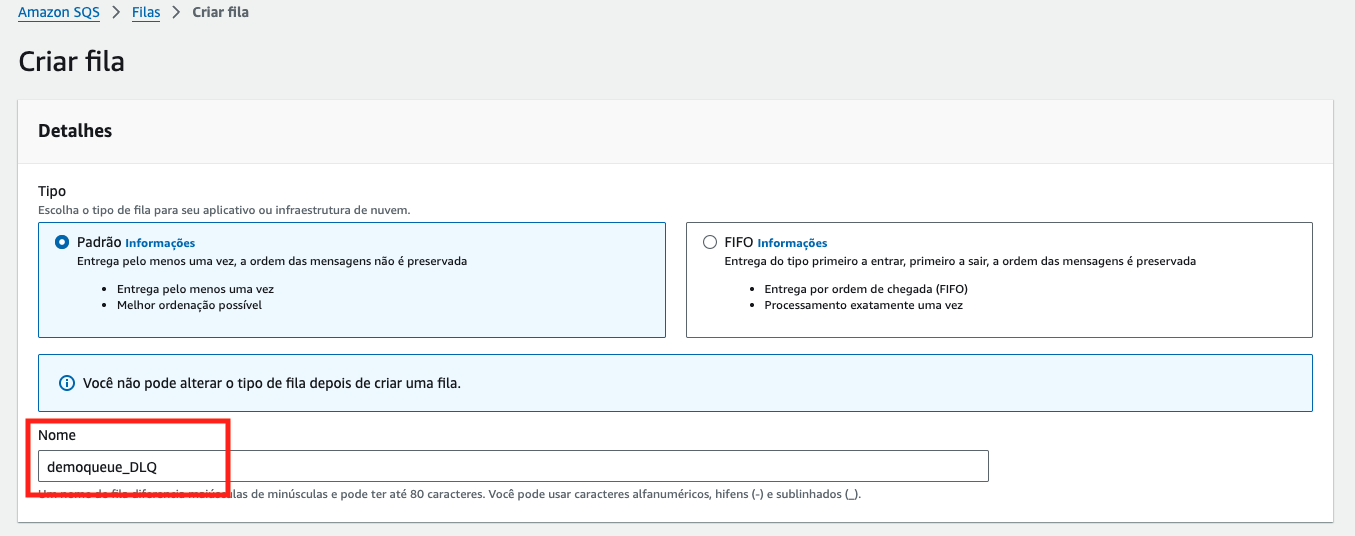 Amazon SQS > Filas > Criar fila
Criar fila
Detalhes
Tipo
Escolha o tipo de fila para seu aplicativo ou infraestrutura de nuvem.
Padrão Informações
Entrega pelo menos uma vez, a ordem das mensagens não é preservada
• Entrega pelo menos uma vez
• Melhor ordenação possível
FIFO Informações
Entrega do tipo primeiro a entrar, primeiro a sair, a ordem das mensagens é preservada
• Entrega por ordem de chegada (FIFO)
• Processamento exatamente uma vez
Você não pode alterar o tipo de fila depois de criar uma fila.
Nome
demoqueue_DLQ
Um nome de fila diferencia maiúsculas de minúsculas e pode ter até 80 caracteres. Você pode usar caracteres alfanuméricos, hifens (-) e sublinhados (_).